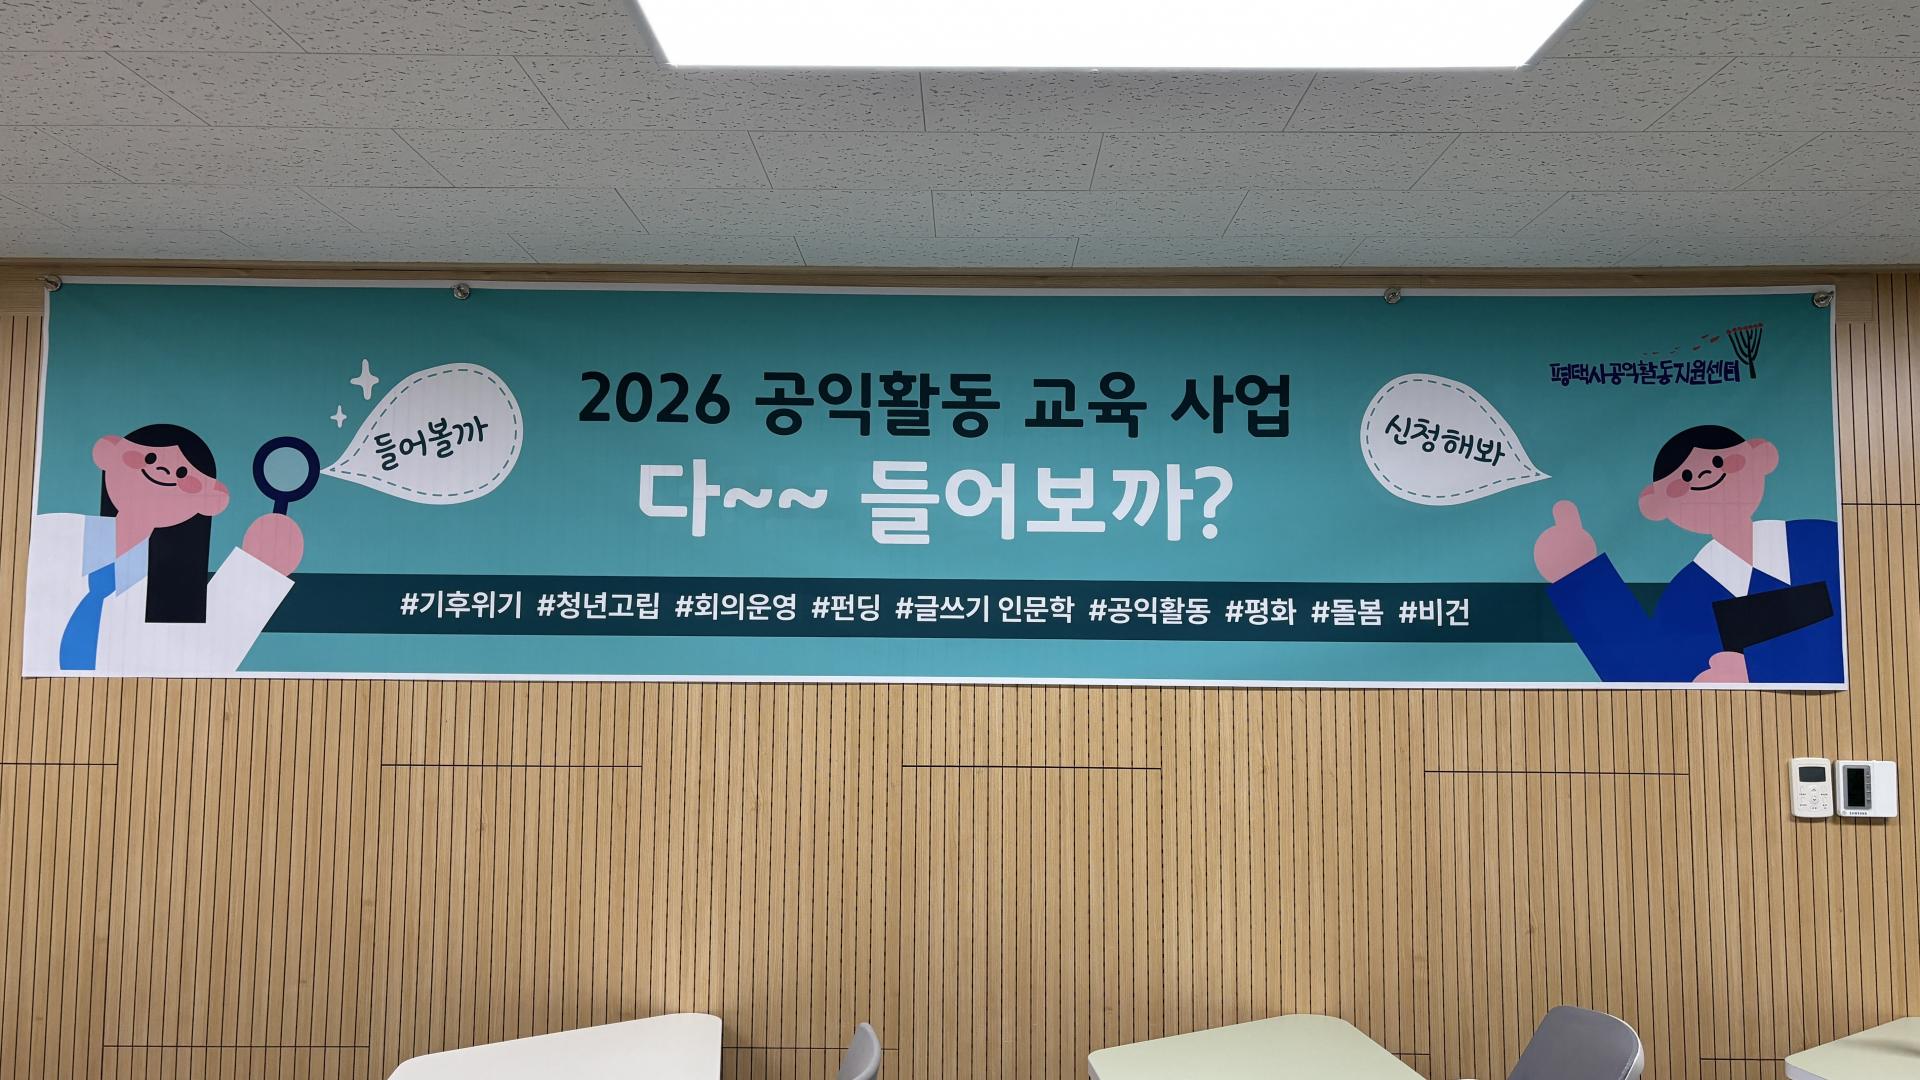 평택시공익활동지원센터
들어볼까
2026 공익활동 교육 사업
신청해봐
다~~ 들어보까?
#기후위기 #청년고립 #회의운영 #펀딩 #글쓰기 인문학 #공익활동 #평화 #돌봄 #비건